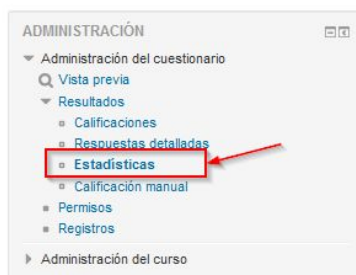 ADMINISTRACIÓN
Administración del cuestionario
Vista previa
Resultados
Calificaciones
Respuestas detalladas
Estadísticas
Calificación manual
Permisos
Registros
Administración del curso